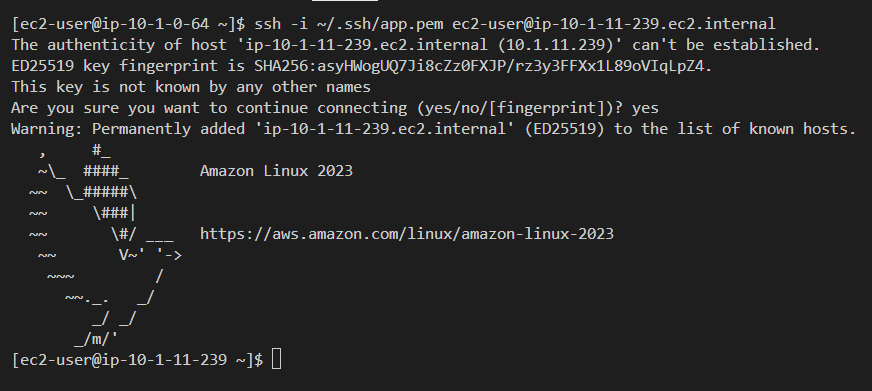 [ec2-user@ip-10-1-0-64 ~]$ ssh -i ~/.ssh/app.pem ec2-user@ip-10-1-11-239.ec2.internal
The authenticity of host 'ip-10-1-11-239.ec2.internal (10.1.11.239)' can't be established.
ED25519 key fingerprint is SHA256:asyHWogUQ7Ji8cZz0FXJP/rz3y3FFXx1L89oVIqLpZ4.
This key is not known by any other names
Are you sure you want to continue connecting (yes/no/[fingerprint])? yes
Warning: Permanently added 'ip-10-1-11-239.ec2.internal' (ED25519) to the list of known hosts.
   ,     #_
   ~\_  ####_        Amazon Linux 2023
  ~~  \_#####\
  ~~     \###|
  ~~       \#/ ___   https://aws.amazon.com/linux/amazon-linux-2023
   ~~       V~' '->
    ~~~         /
      ~~._.   _/
         _/ _/
       _/m/'
[ec2-user@ip-10-1-11-239 ~]$